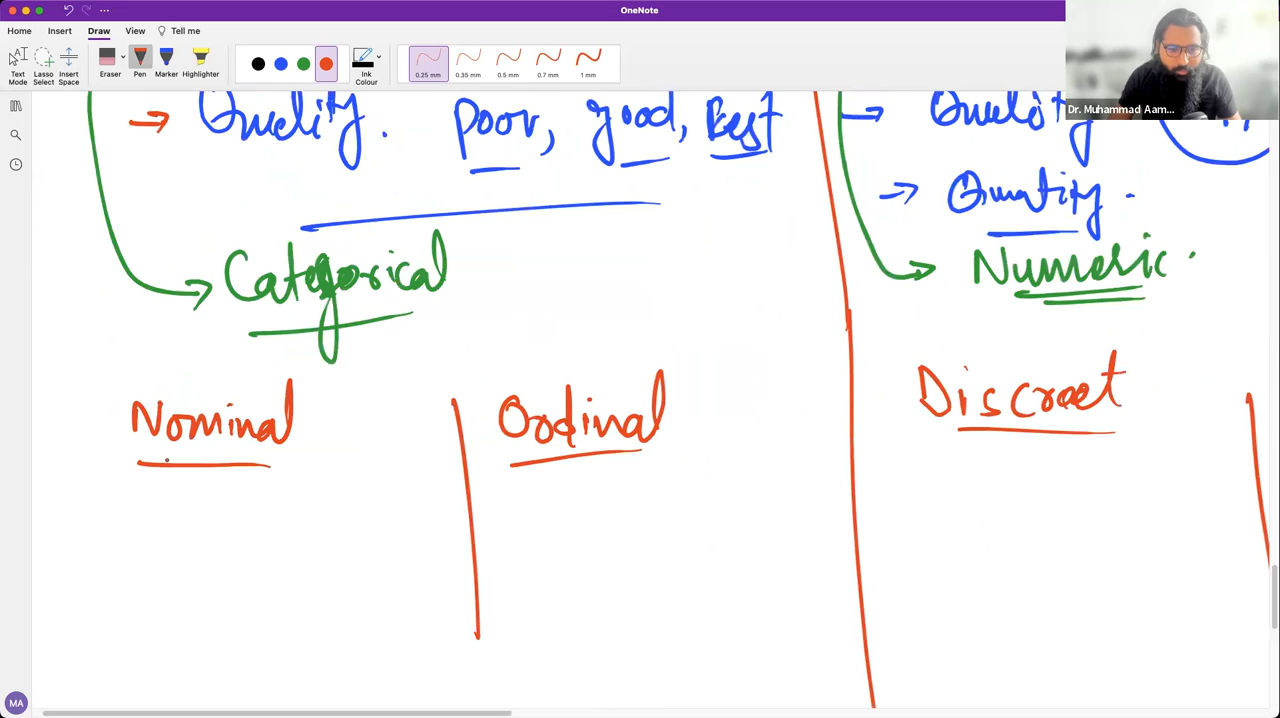 OneNote
Home Insert Draw View Tell me
Text Mode
Lasso Select
Insert Space
Eraser
Pen
Marker
Highlighter
Ink Colour
0.25 mm
0.35 mm
0.5 mm
0.7 mm
1 mm
Dr. Muhammad Aam...
→ Quality. poor, good, Best
→ Quality
→ Quantity.
→ Categorical
→ Numeric.
Nominal
Ordinal
Discreet
MA